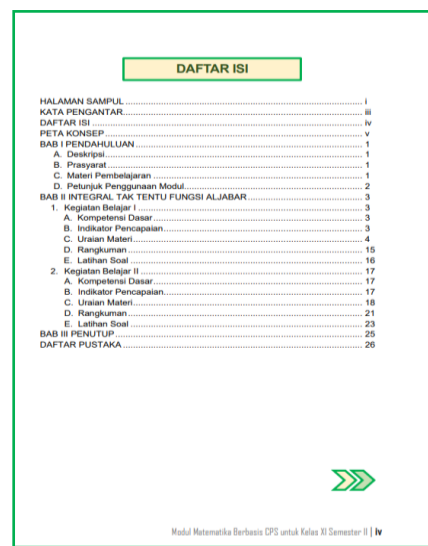 DAFTAR ISI
HALAMAN SAMPUL ........................................ i
KATA PENGANTAR ........................................ iii
DAFTAR ISI ........................................ iv
PETA KONSEP ........................................ v
BAB I PENDAHULUAN ........................................ 1
A. Deskripsi ........................................ 1
B. Prasyarat ........................................ 1
C. Materi Pembelajaran ........................................ 1
D. Petunjuk Penggunaan Modul ........................................ 2
BAB II INTEGRAL TAK TENTU FUNGSI ALJABAR ........................................ 3
1. Kegiatan Belajar I ........................................ 3
A. Kompetensi Dasar ........................................ 3
B. Indikator Pencapaian ........................................ 3
C. Uraian Materi ........................................ 4
D. Rangkuman ........................................ 15
E. Latihan Soal ........................................ 16
2. Kegiatan Belajar II ........................................ 17
A. Kompetensi Dasar ........................................ 17
B. Indikator Pencapaian ........................................ 17
C. Uraian Materi ........................................ 18
D. Rangkuman ........................................ 21
E. Latihan Soal ........................................ 23
BAB III PENUTUP ........................................ 25
DAFTAR PUSTAKA ........................................ 26
Modul Matematika Berbasis CPS untuk Kelas XI Semester II | iv